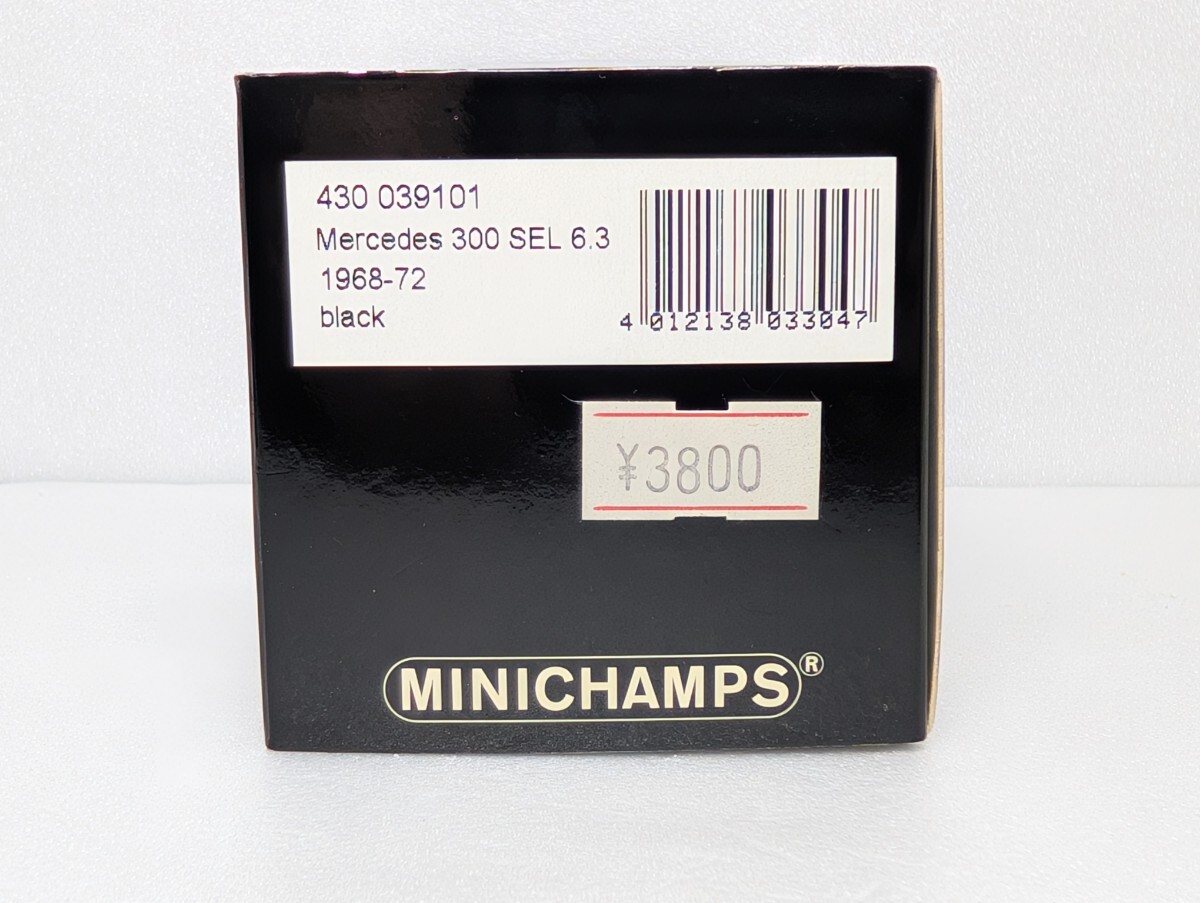 430 039101
Mercedes 300 SEL 6.3
1968-72
black
4 012138 033047
¥3800
MINICHAMPS®